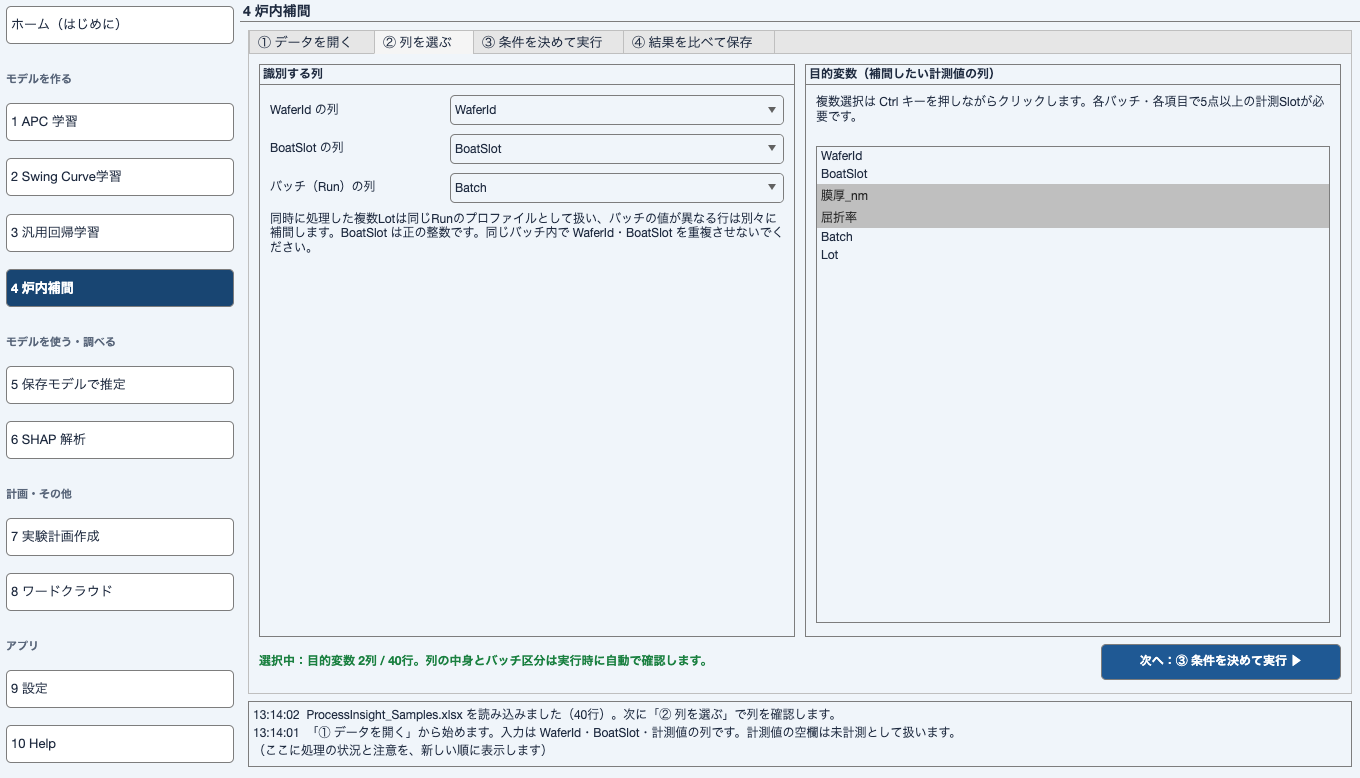 ホーム（はじめに）
モデルを作る
1 APC 学習
2 Swing Curve学習
3 汎用回帰学習
4 炉内補間
モデルを使う・調べる
5 保存モデルで推定
6 SHAP 解析
計画・その他
7 実験計画作成
8 ワードクラウド
アプリ
9 設定
10 Help
4 炉内補間
① データを開く
② 列を選ぶ
③ 条件を決めて実行
④ 結果を比べて保存
識別する列
WaferId の列
WaferId
BoatSlot の列
BoatSlot
バッチ（Run）の列
Batch
同時に処理した複数Lotは同じRunのプロファイルとして扱い、バッチの値が異なる行は別々に
補間します。BoatSlot は正の整数です。同じバッチ内で WaferId・BoatSlot を重複させないでく
ださい。
目的変数（補間したい計測値の列）
複数選択は Ctrl キーを押しながらクリックします。各バッチ・各項目で5点以上の計測Slotが必
要です。
WaferId
BoatSlot
膜厚_nm
屈折率
Batch
Lot
選択中：目的変数 2列 / 40行。列の中身とバッチ区分は実行時に自動で確認します。
次へ：③ 条件を決めて実行 ▶
13:14:02 ProcessInsight_Samples.xlsx を読み込みました（40行）。次に「② 列を選ぶ」で列を確認します。
13:14:01 「① データを開く」から始めます。入力は WaferId・BoatSlot・計測値の列です。計測値の空欄は未計測として扱います。
（ここに処理の状況と注意を、新しい順に表示します）